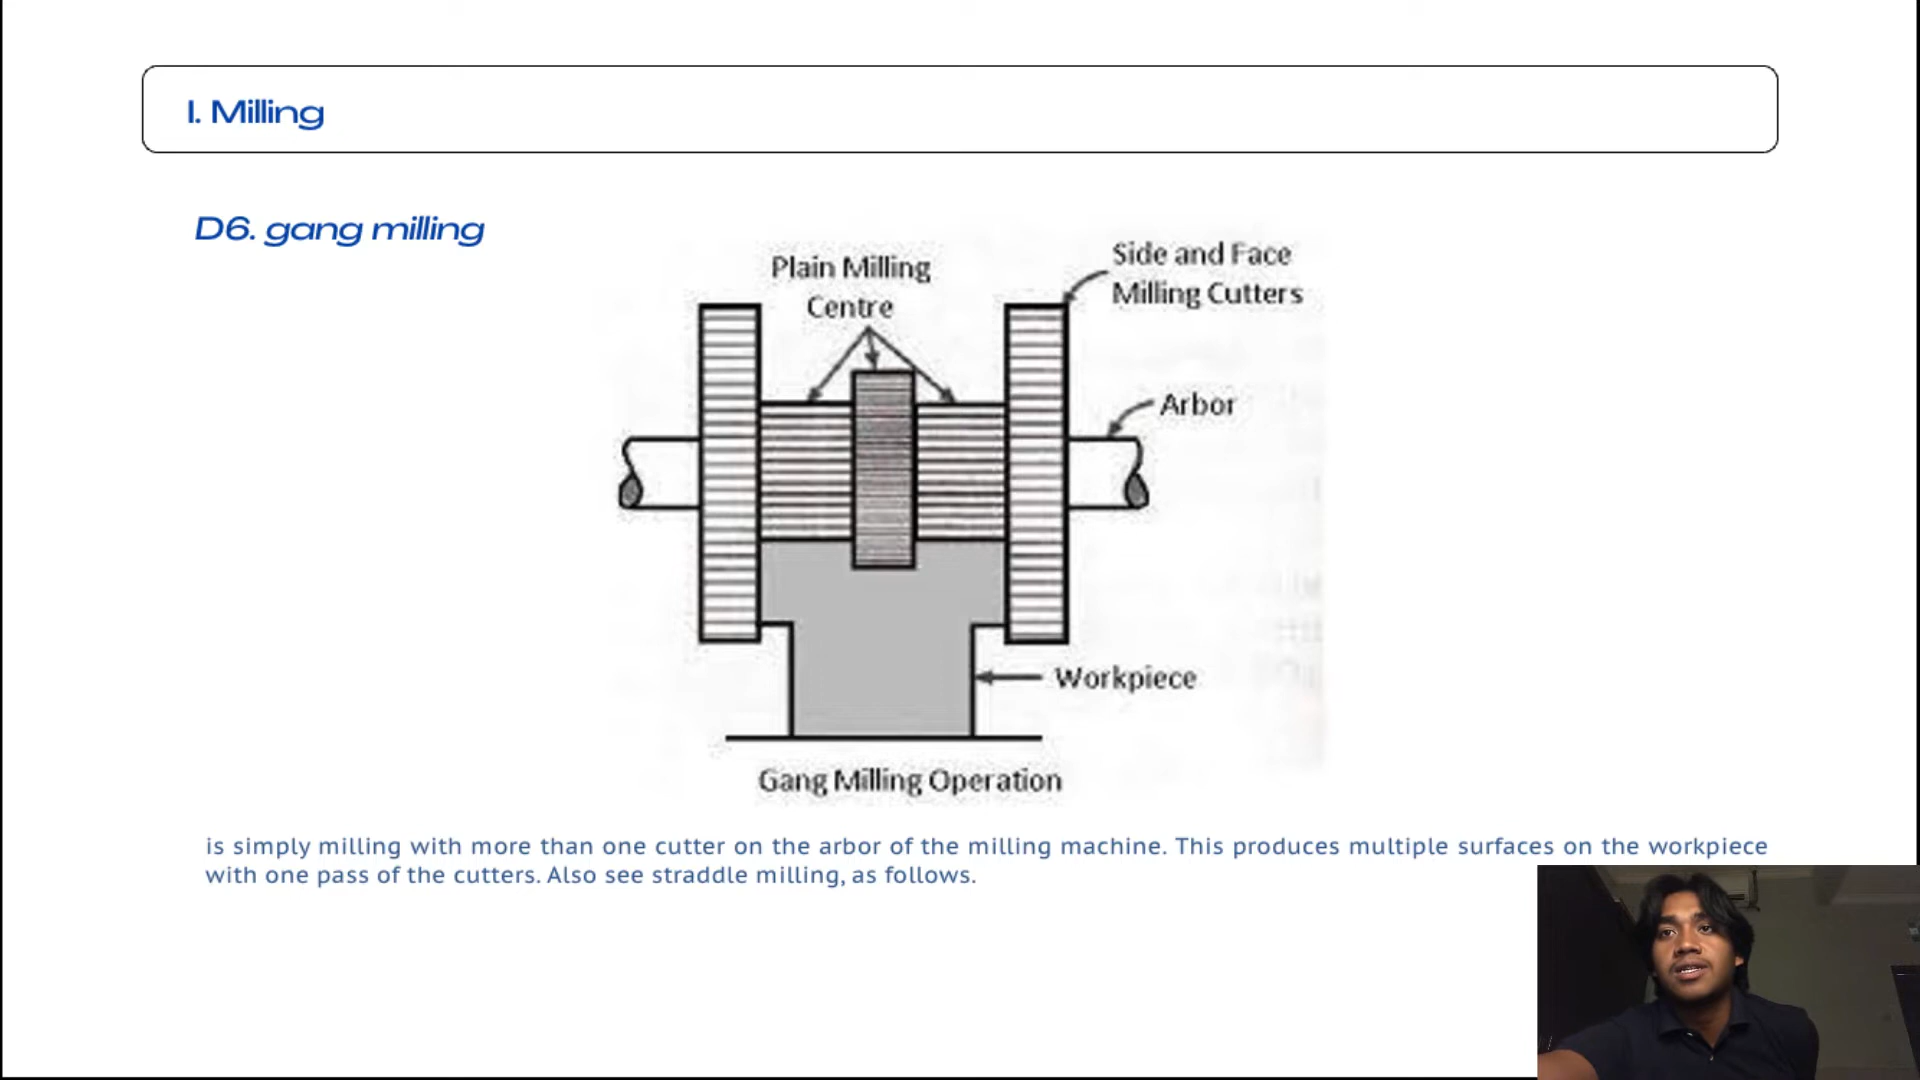 I. Milling
D6. gang milling
Plain Milling
Centre
Side and Face
Milling Cutters
Arbor
Workpiece
Gang Milling Operation
is simply milling with more than one cutter on the arbor of the milling machine. This produces multiple surfaces on the workpiece
with one pass of the cutters. Also see straddle milling, as follows.